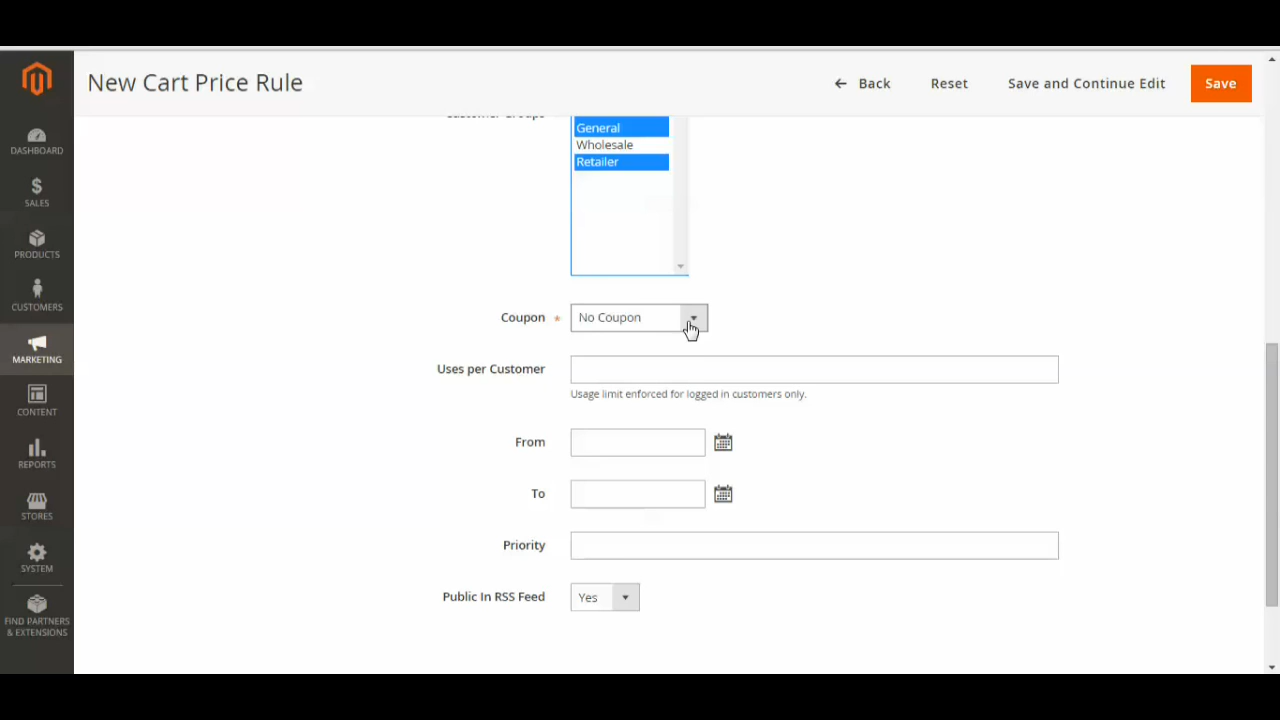 New Cart Price Rule
Back
Reset
Save and Continue Edit
Save
DASHBOARD
SALES
PRODUCTS
CUSTOMERS
MARKETING
CONTENT
REPORTS
STORES
SYSTEM
FIND PARTNERS
& EXTENSIONS
Customer Groups
General
Wholesale
Retailer
Coupon * No Coupon
Uses per Customer
Usage limit enforced for logged in customers only.
From
To
Priority
Public In RSS Feed Yes